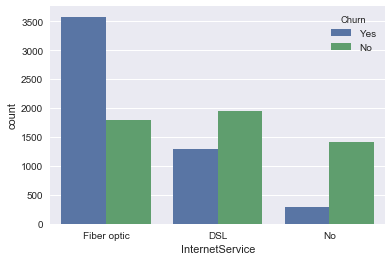 Churn
Yes
No
3500
3000
2500
2000
1500
1000
500
0
count
Fiber optic
DSL
No
InternetService